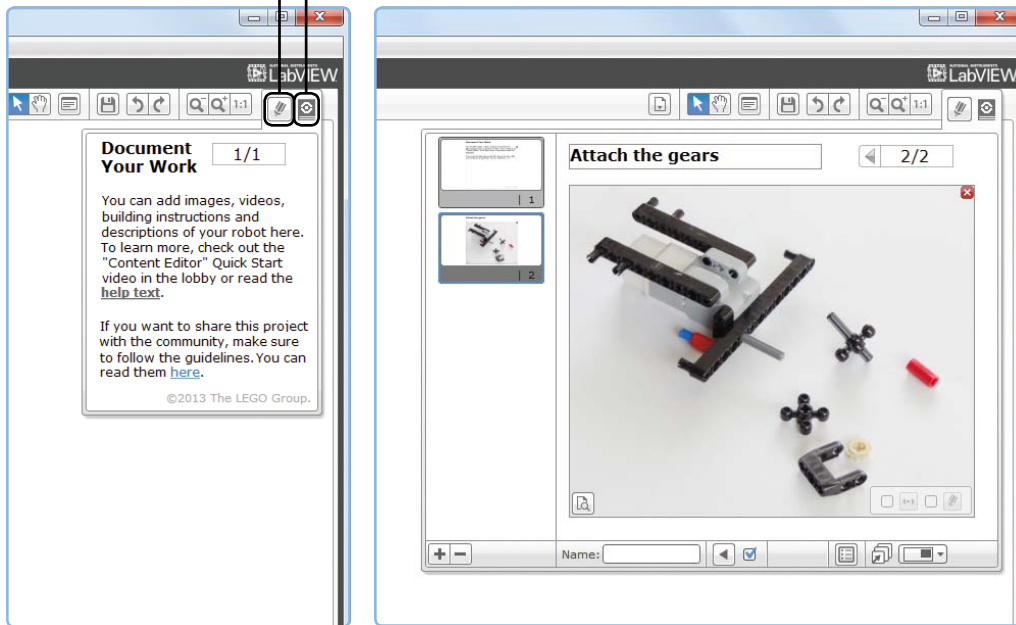 NATIONAL INSTRUMENTS
LabVIEW
1:1
Document
Your Work
1/1
You can add images, videos,
building instructions and
descriptions of your robot here.
To learn more, check out the
"Content Editor" Quick Start
video in the lobby or read the
help text.
If you want to share this project
with the community, make sure
to follow the guidelines. You can
read them here.
©2013 The LEGO Group.
NATIONAL INSTRUMENTS
LabVIEW
1:1
1
2
Attach the gears
2/2
Name: